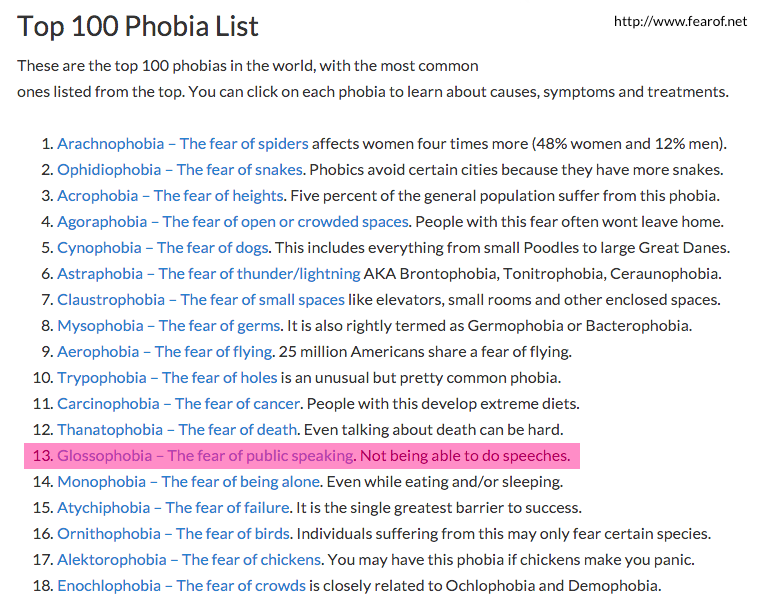 Top 100 Phobia List
http://www.fearof.net
These are the top 100 phobias in the world, with the most common
ones listed from the top. You can click on each phobia to learn about causes, symptoms and treatments.
1. Arachnophobia – The fear of spiders affects women four times more (48% women and 12% men).
2. Ophidiophobia – The fear of snakes. Phobics avoid certain cities because they have more snakes.
3. Acrophobia – The fear of heights. Five percent of the general population suffer from this phobia.
4. Agoraphobia – The fear of open or crowded spaces. People with this fear often wont leave home.
5. Cynophobia – The fear of dogs. This includes everything from small Poodles to large Great Danes.
6. Astraphobia – The fear of thunder/lightning AKA Brontophobia, Tonitrophobia, Ceraunophobia.
7. Claustrophobia – The fear of small spaces like elevators, small rooms and other enclosed spaces.
8. Mysophobia – The fear of germs. It is also rightly termed as Germophobia or Bacterophobia.
9. Aerophobia – The fear of flying. 25 million Americans share a fear of flying.
10. Trypophobia – The fear of holes is an unusual but pretty common phobia.
11. Carcinophobia – The fear of cancer. People with this develop extreme diets.
12. Thanatophobia – The fear of death. Even talking about death can be hard.
13. Glossophobia – The fear of public speaking. Not being able to do speeches.
14. Monophobia – The fear of being alone. Even while eating and/or sleeping.
15. Atychiphobia – The fear of failure. It is the single greatest barrier to success.
16. Ornithophobia – The fear of birds. Individuals suffering from this may only fear certain species.
17. Alektorophobia – The fear of chickens. You may have this phobia if chickens make you panic.
18. Enochlophobia – The fear of crowds is closely related to Ochlophobia and Demophobia.